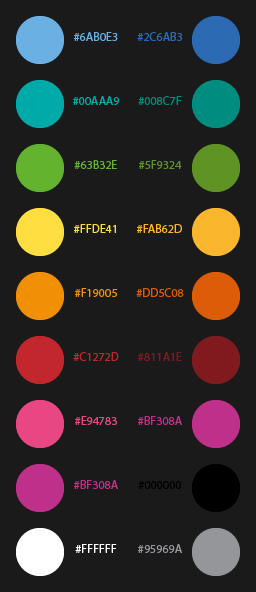 #6AB0E3 #2C6AB3
#00AAA9 #008C7F
#63B32E #5F9324
#FFDE41 #FAB62D
#F19005 #DD5C08
#C1272D #811A1E
#E94783 #BF308A
#BF308A #000000
#FFFFFF #95969A